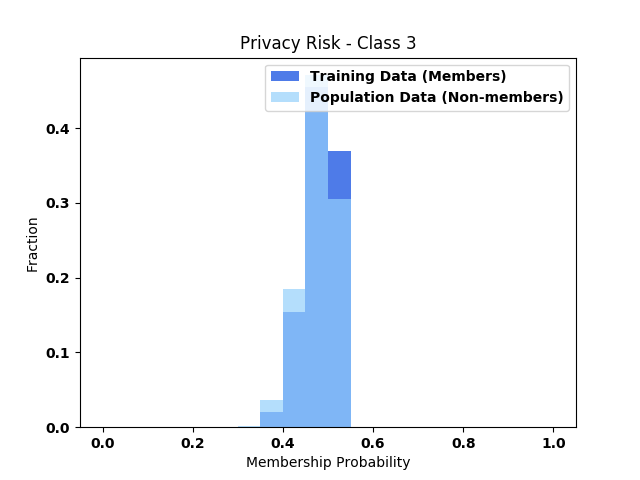 Privacy Risk - Class 3
Training Data (Members)
Population Data (Non-members)
Fraction
0.4
0.3
0.2
0.1
0.0
0.0 0.2 0.4 0.6 0.8 1.0
Membership Probability